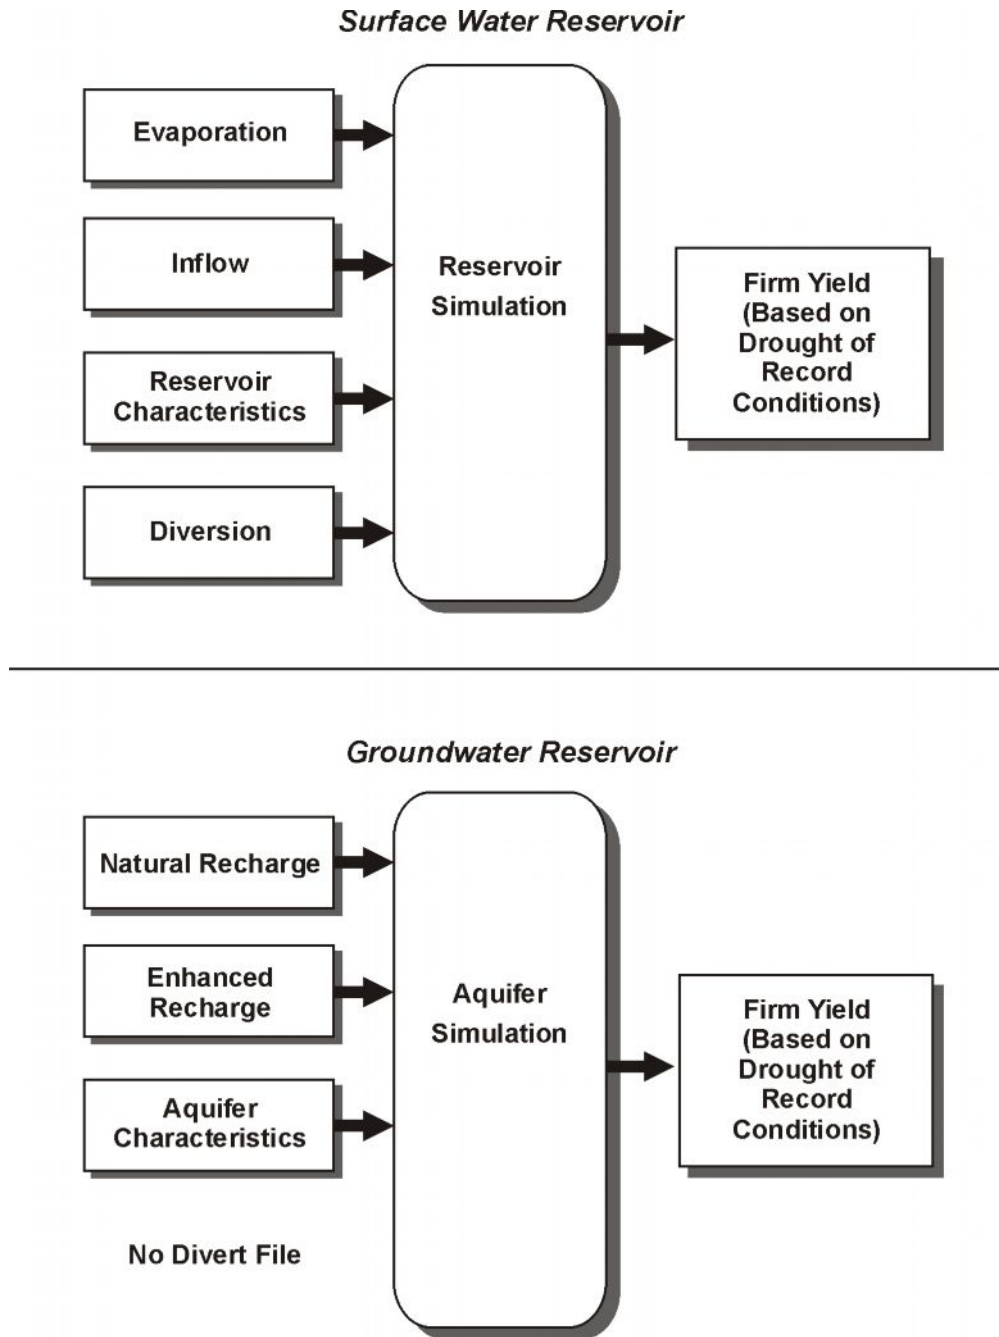 Surface Water Reservoir
Evaporation
Inflow
Reservoir
Characteristics
Diversion
Reservoir
Simulation
Firm Yield
(Based on
Drought of
Record
Conditions)
Groundwater Reservoir
Natural Recharge
Enhanced
Recharge
Aquifer
Characteristics
No Divert File
Aquifer
Simulation
Firm Yield
(Based on
Drought of
Record
Conditions)